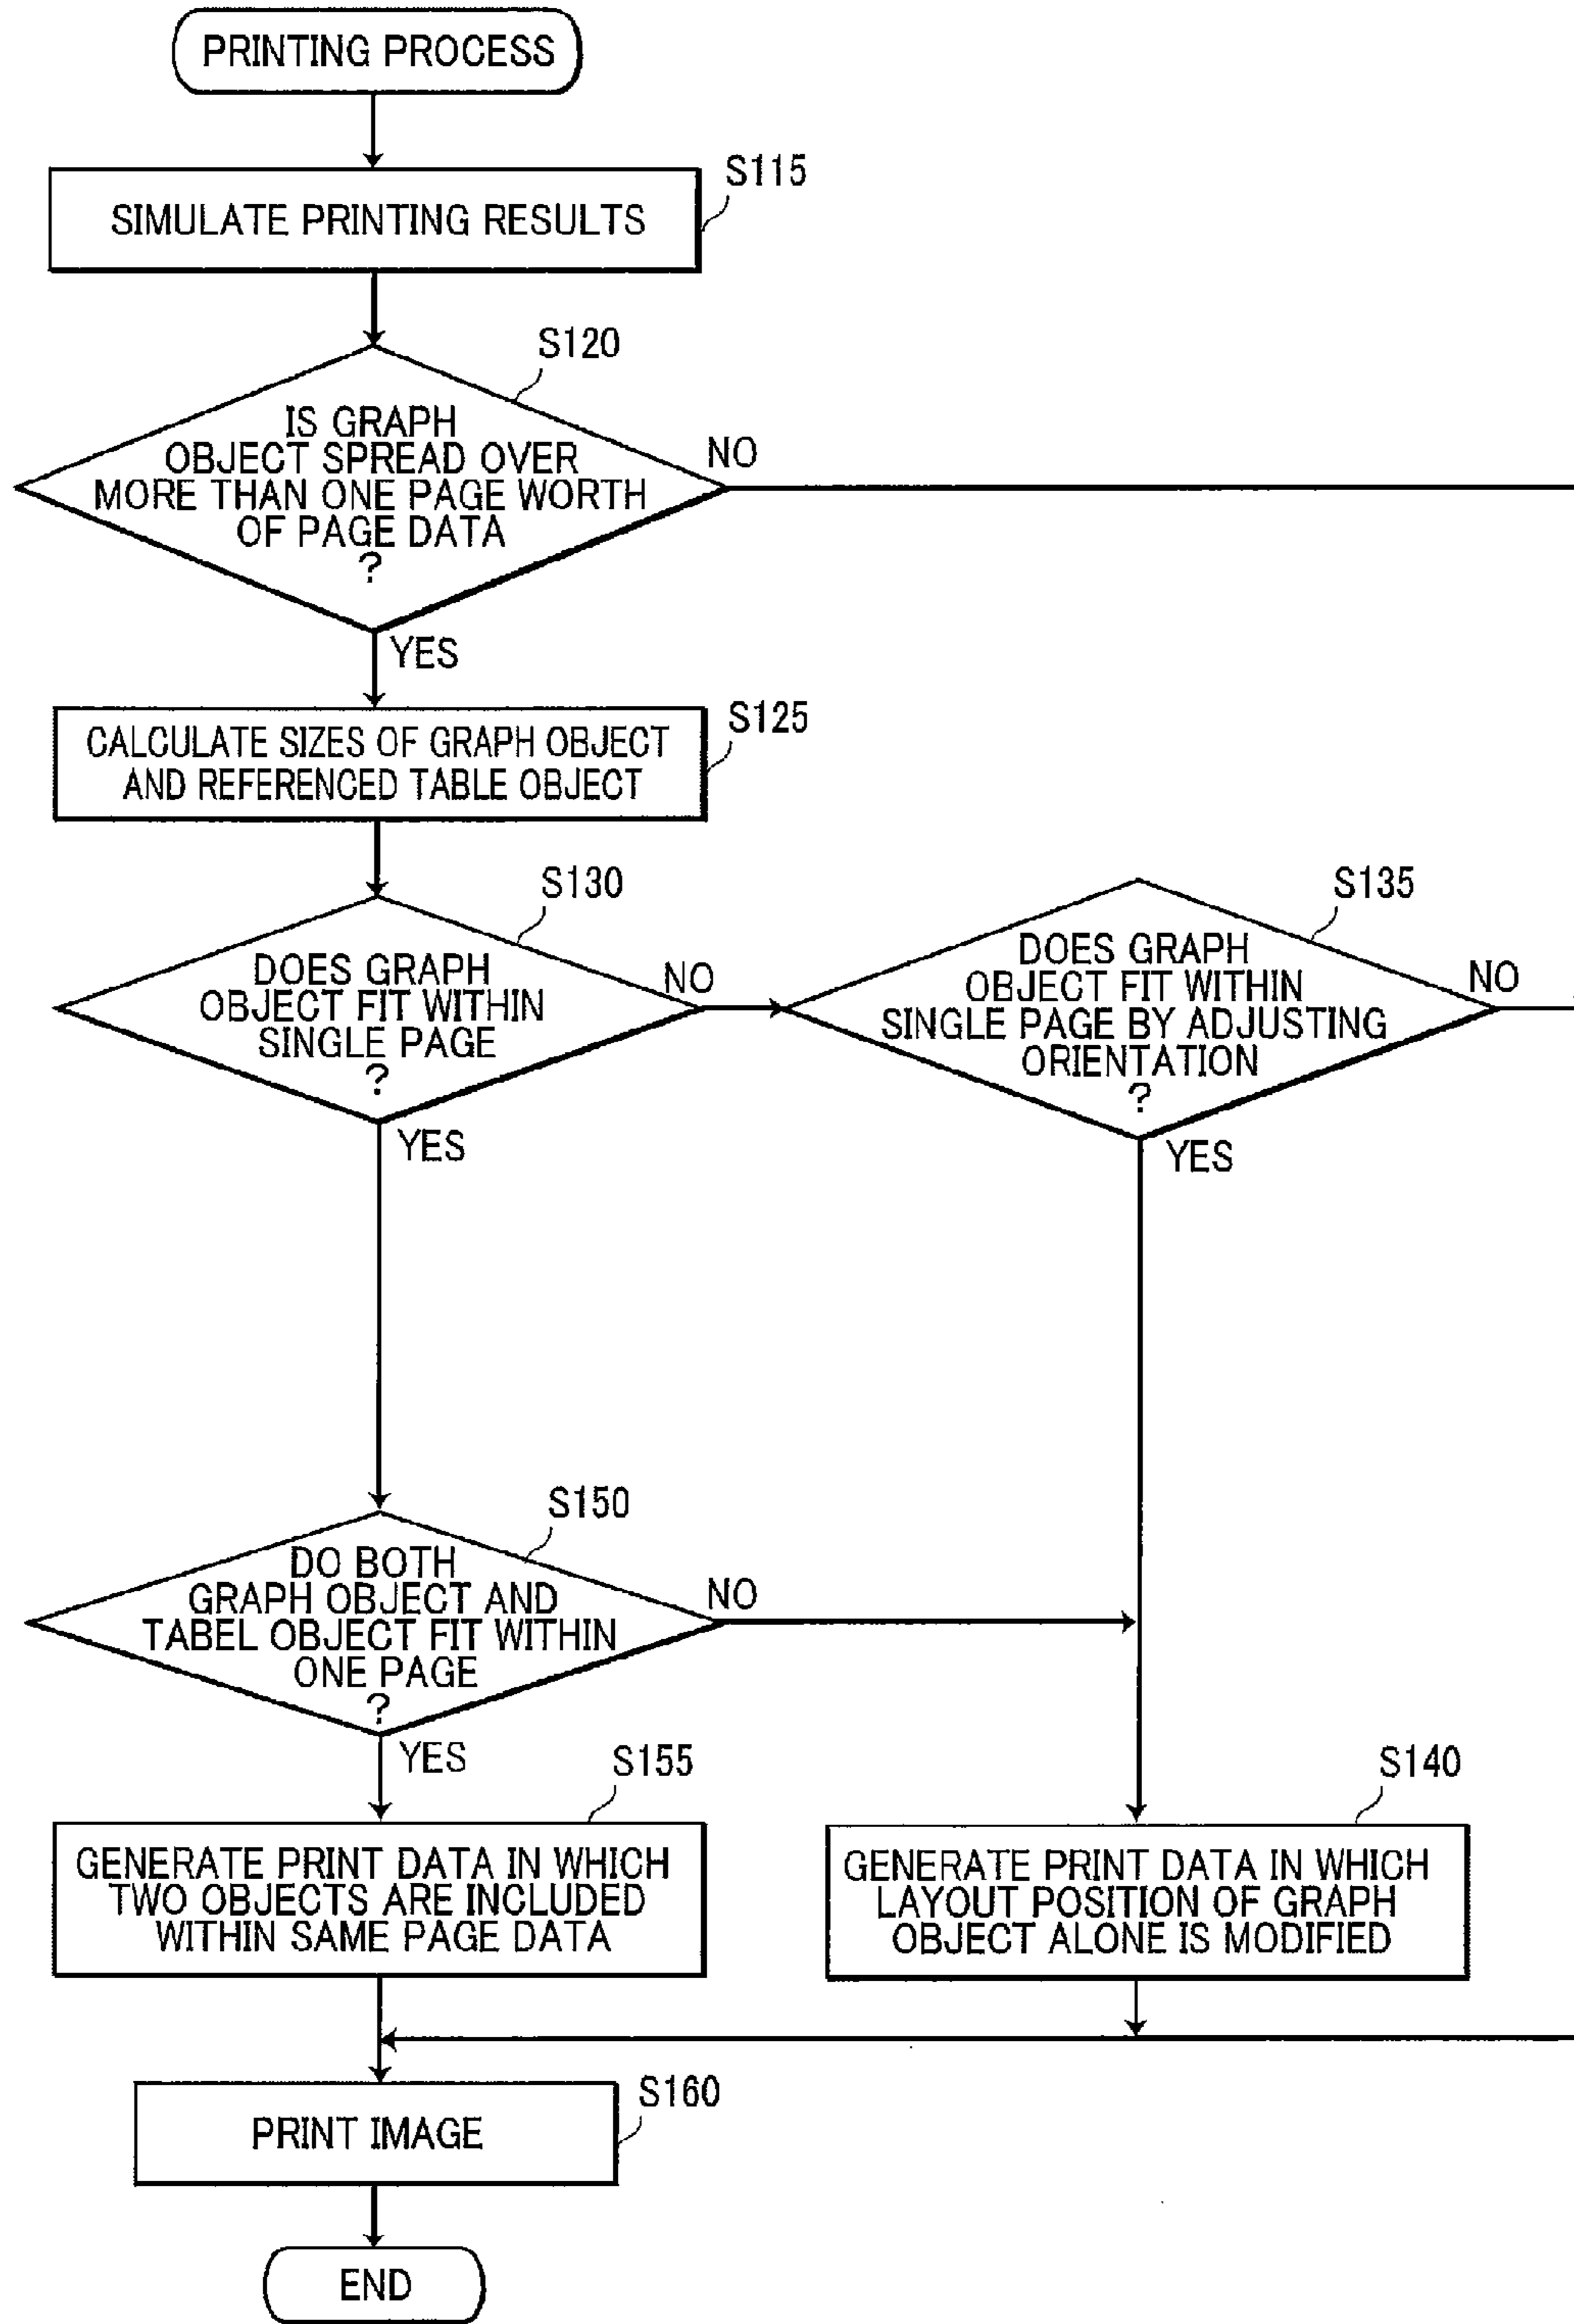 PRINTING PROCESS
S115
SIMULATE PRINTING RESULTS
S120
IS GRAPH
OBJECT SPREAD OVER
MORE THAN ONE PAGE WORTH
OF PAGE DATA
?
NO
YES
S125
CALCULATE SIZES OF GRAPH OBJECT
AND REFERENCED TABLE OBJECT
S130
DOES GRAPH
OBJECT FIT WITHIN
SINGLE PAGE
?
NO
YES
S135
DOES GRAPH
OBJECT FIT WITHIN
SINGLE PAGE BY ADJUSTING
ORIENTATION
?
NO
YES
S150
DO BOTH
GRAPH OBJECT AND
TABEL OBJECT FIT WITHIN
ONE PAGE
?
NO
YES
S155
GENERATE PRINT DATA IN WHICH
TWO OBJECTS ARE INCLUDED
WITHIN SAME PAGE DATA
S140
GENERATE PRINT DATA IN WHICH
LAYOUT POSITION OF GRAPH
OBJECT ALONE IS MODIFIED
S160
PRINT IMAGE
END